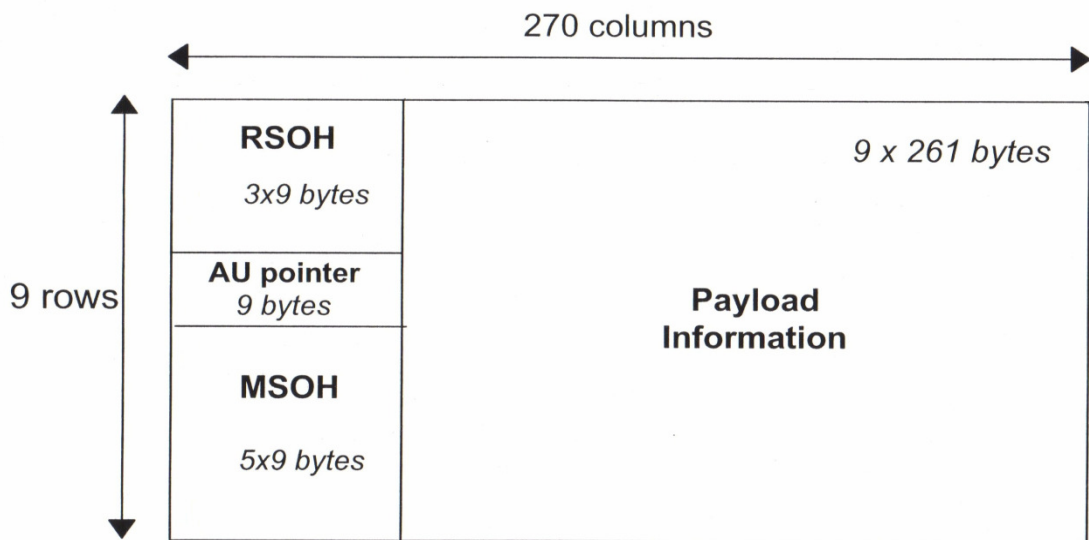 270 columns
RSOH
3x9 bytes
9 x 261 bytes
AU pointer
9 bytes
9 rows
Payload
Information
MSOH
5x9 bytes